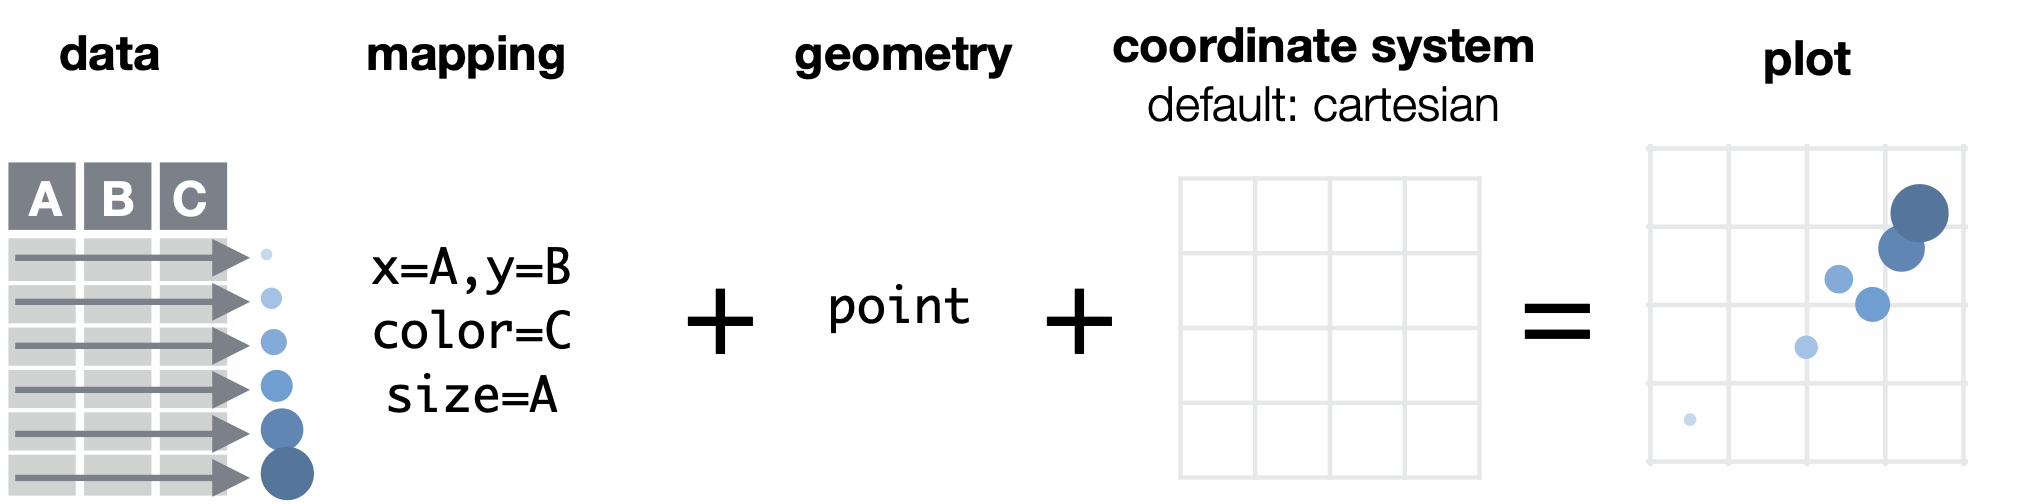 data
mapping
geometry
coordinate system
default: cartesian
plot
A B C
x=A,y=B
color=C
size=A
+
point
+
=